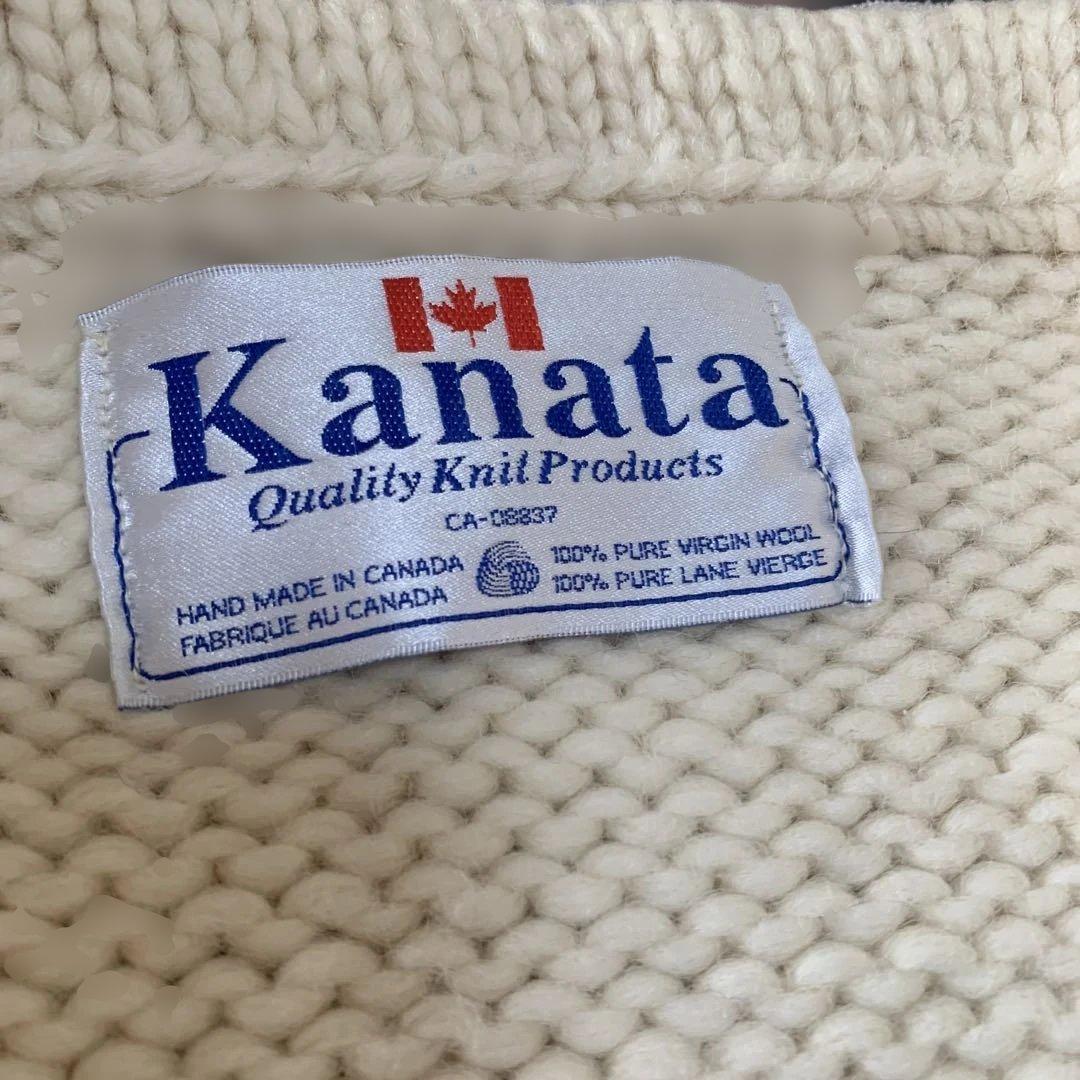 Kanata
Quality Knit Products
CA-08837
HAND MADE IN CANADA
FABRIQUE AU CANADA
100% PURE VIRGIN WOOL
100% PURE LANE VIERGE